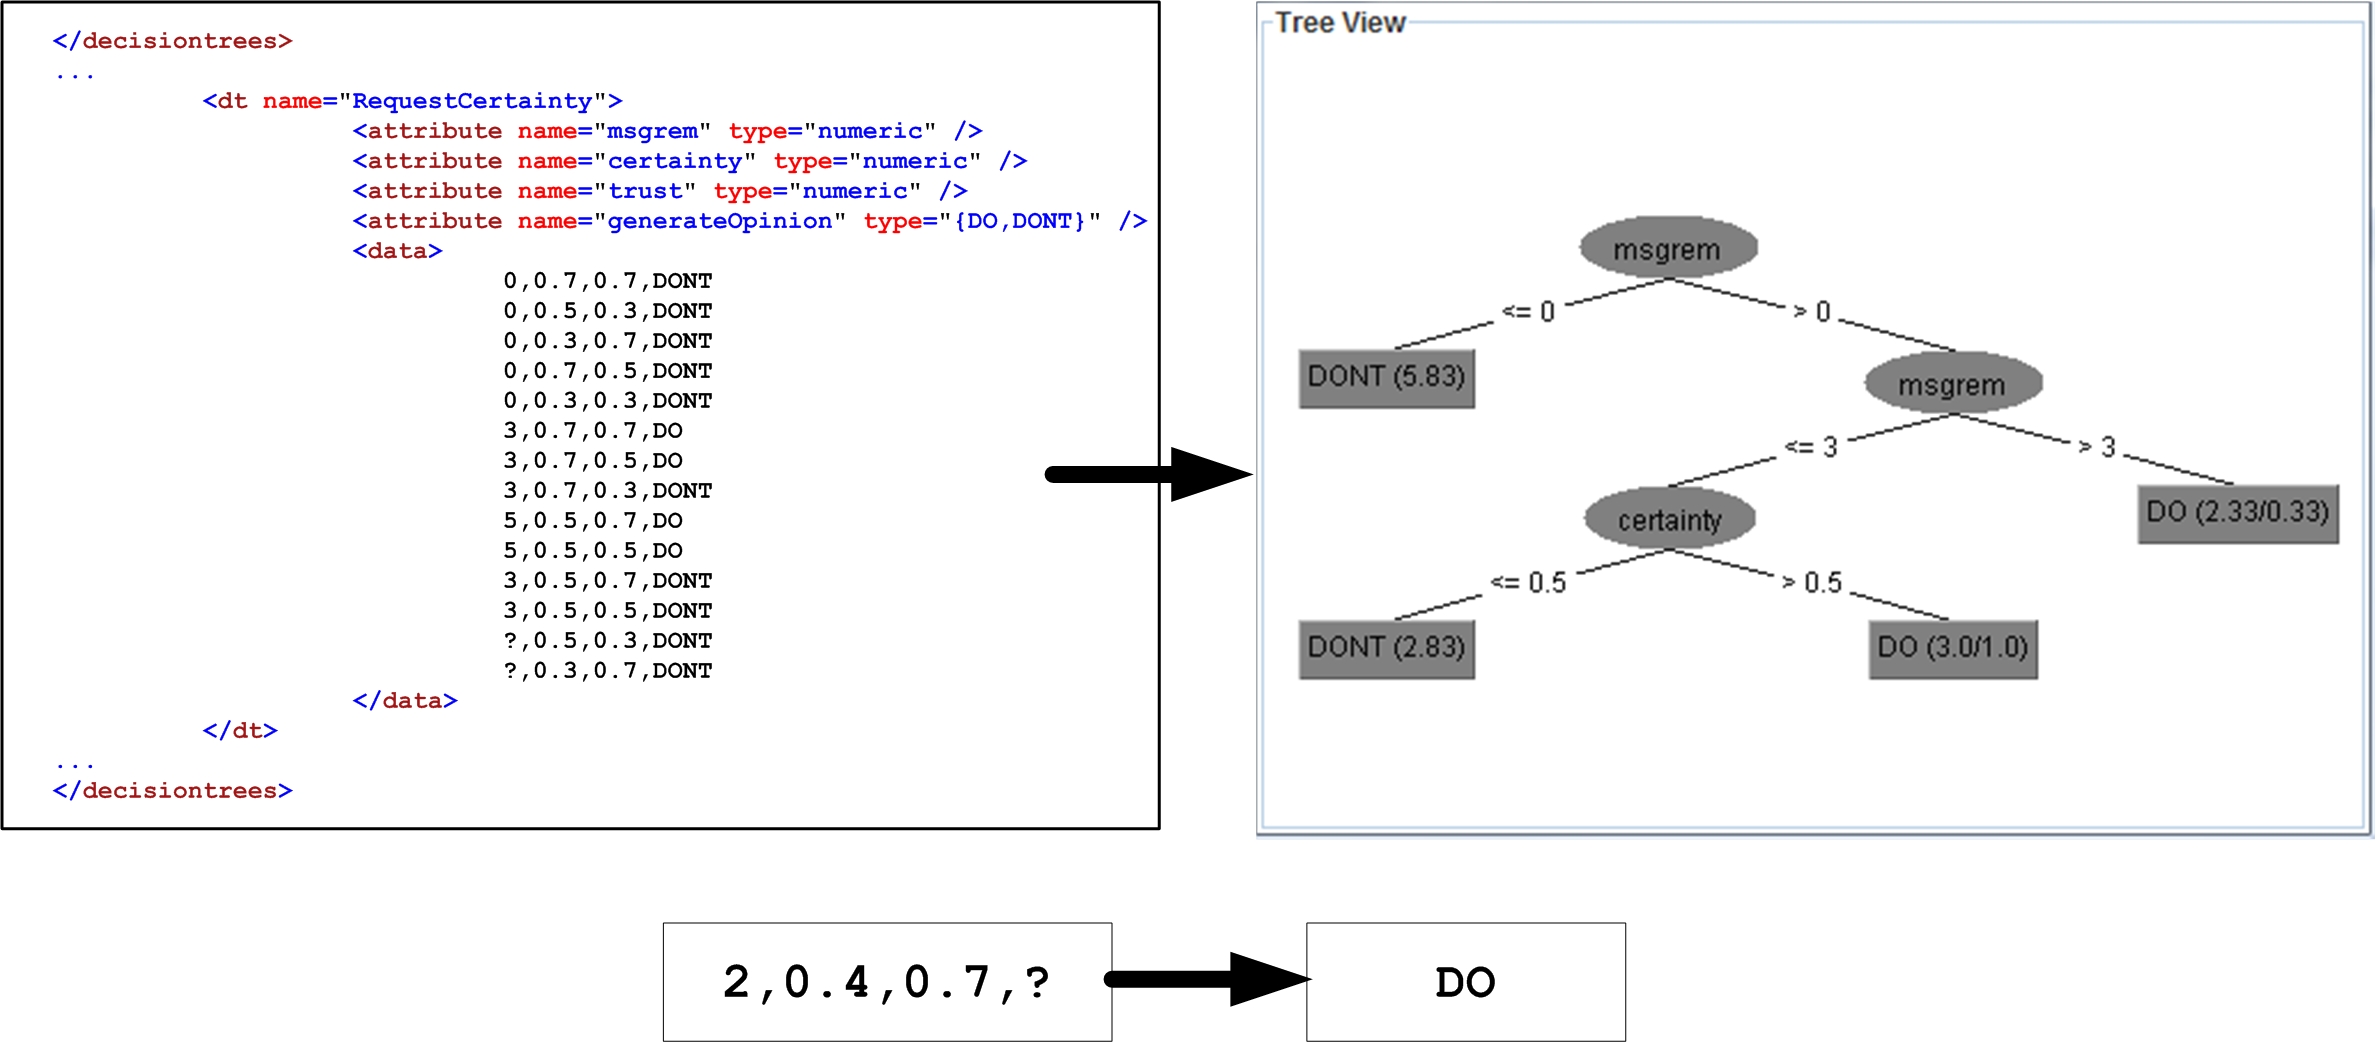 </decisiontrees>
...
<dt name="RequestCertainty">
<attribute name="msgrem" type="numeric" />
<attribute name="certainty" type="numeric" />
<attribute name="trust" type="numeric" />
<attribute name="generateOpinion" type="{DO,DONT}" />
<data>
0,0.7,0.7,DONT
0,0.5,0.3,DONT
0,0.3,0.7,DONT
0,0.7,0.5,DONT
0,0.3,0.3,DONT
3,0.7,0.7,DO
3,0.7,0.5,DO
3,0.7,0.3,DONT
5,0.5,0.7,DO
5,0.5,0.5,DO
3,0.5,0.7,DONT
3,0.5,0.5,DONT
?,0.5,0.3,DONT
?,0.3,0.7,DONT
</data>
</dt>
...
</decisiontrees>
Tree View
msgrem
<= 0
> 0
DONT (5.83)
msgrem
<= 3
> 3
certainty
DO (2.33/0.33)
<= 0.5
> 0.5
DONT (2.83)
DO (3.0/1.0)
2,0.4,0.7,?
DO